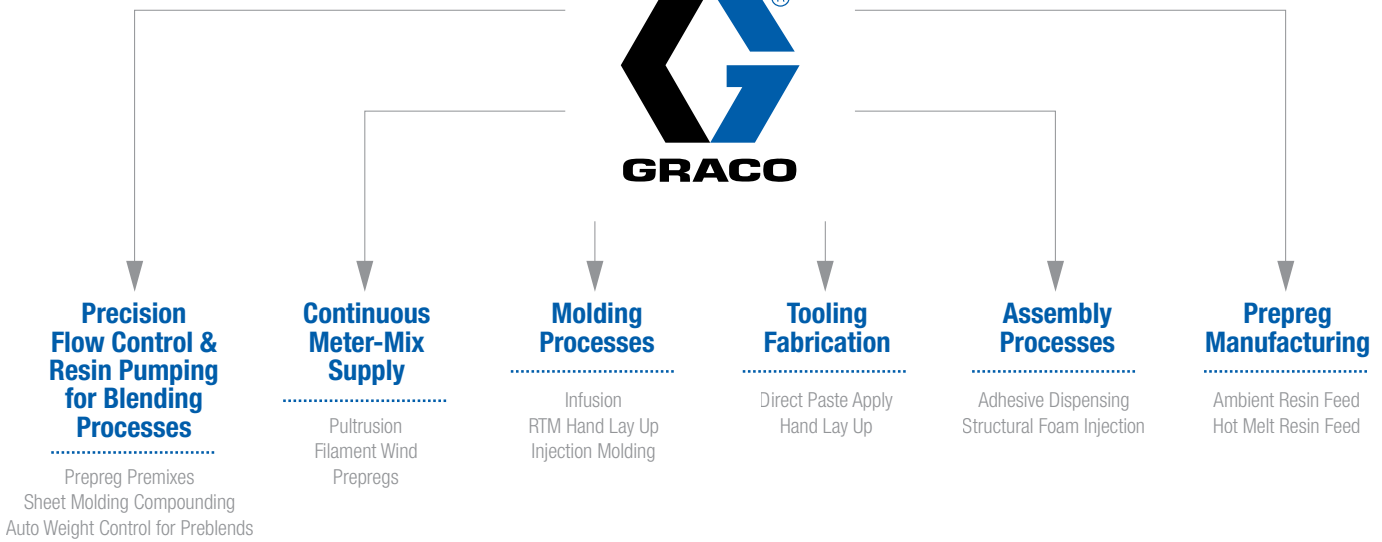 ®
GRACO
Precision
Flow Control &
Resin Pumping
for Blending
Processes
Prepreg Premixes
Sheet Molding Compounding
Auto Weight Control for Preblends
Continuous
Meter-Mix
Supply
Pultrusion
Filament Wind
Prepregs
Molding
Processes
Infusion
RTM Hand Lay Up
Injection Molding
Tooling
Fabrication
Direct Paste Apply
Hand Lay Up
Assembly
Processes
Adhesive Dispensing
Structural Foam Injection
Prepreg
Manufacturing
Ambient Resin Feed
Hot Melt Resin Feed